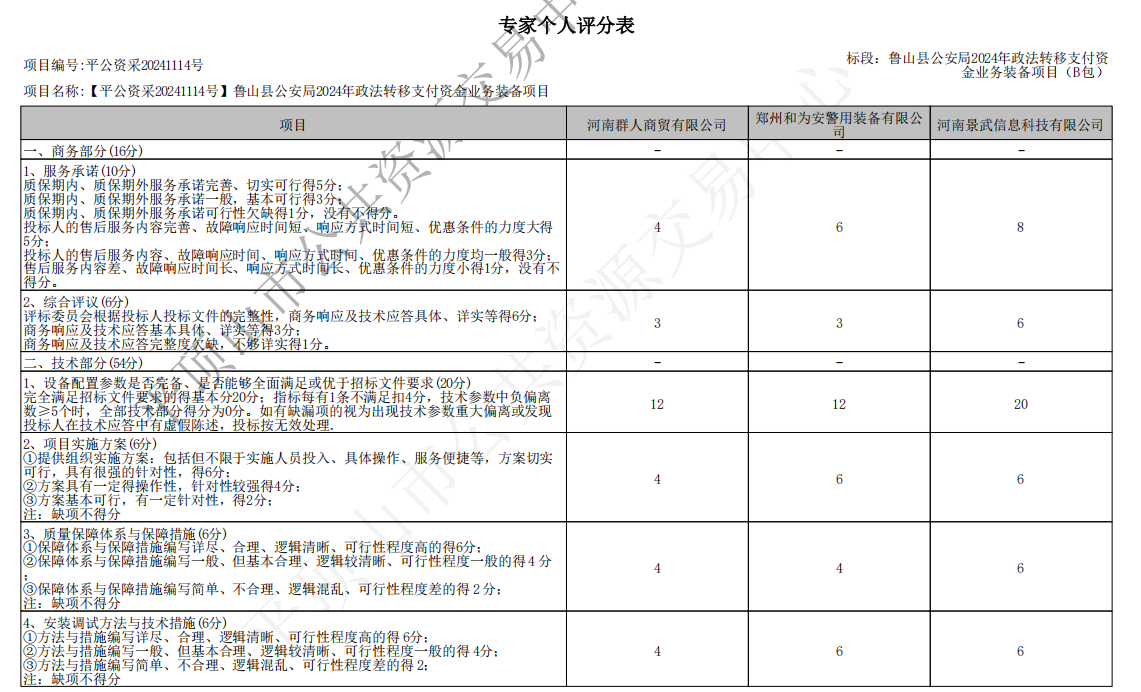 专家个人评分表
项目编号:平公资采20241114号
标段：鲁山县公安局2024年政法转移支付资
金业务装备项目（B包）
项目名称:【平公资采20241114号】鲁山县公安局2024年政法转移支付资金业务装备项目
项目
河南群人商贸有限公司
郑州和为安警用装备有限公
司
河南景武信息科技有限公司
一、商务部分(16分)
-
-
-
1、服务承诺(10分)
质保期内、质保期外服务承诺完善、切实可行得5分；
质保期内、质保期外服务承诺一般，基本可行得3分；
质保期内、质保期外服务承诺可行性欠缺得1分，没有不得分。
投标人的售后服务内容完善、故障响应时间短、响应方式时间短、优惠条件的力度大得
5分；
投标人的售后服务内容、故障响应时间、响应方式时间、优惠条件的力度均一般得3分；
售后服务内容差、故障响应时间长、响应方式时间长、优惠条件的力度小得1分，没有不
得分。
4
6
8
2、综合评议(6分)
评标委员会根据投标人投标文件的完整性，商务响应及技术应答具体、详实等得6分；
商务响应及技术应答基本具体、详实等得3分；
商务响应及技术应答完整度欠缺，不够详实得1分。
3
3
6
二、技术部分(54分)
-
-
-
1、设备配置参数是否完备、是否能够全面满足或优于招标文件要求(20分)
完全满足招标文件要求的得基本分20分；指标每有1条不满足扣4分，技术参数中负偏离
数≥5个时，全部技术部分得分为0分。如有缺漏项的视为出现技术参数重大偏离或发现
投标人在技术应答中有虚假陈述，投标按无效处理.
12
12
20
2、项目实施方案(6分)
①提供组织实施方案：包括但不限于实施人员投入、具体操作、服务便捷等，方案切实
可行，具有很强的针对性，得6分；
②方案具有一定得操作性，针对性较强得4分；
③方案基本可行，有一定针对性，得2分；
注：缺项不得分
4
6
6
3、质量保障体系与保障措施(6分)
①保障体系与保障措施编写详尽、合理、逻辑清晰、可行性程度高的得6分；
②保障体系与保障措施编写一般、但基本合理、逻辑较清晰、可行性程度一般的得４分
；
③保障体系与保障措施编写简单、不合理、逻辑混乱、可行性程度差的得２分；
注：缺项不得分
4
4
6
4、安装调试方法与技术措施(6分)
①方法与措施编写详尽、合理、逻辑清晰、可行性程度高的得 6分；
②方法与措施编写一般、但基本合理、逻辑较清晰、可行性程度一般的得 4分；
③方法与措施编写简单、不合理、逻辑混乱、可行性程度差的得 2；
注：缺项不得分
4
6
6
平顶山市公共资源交易中
平顶山市公共资源交易中心